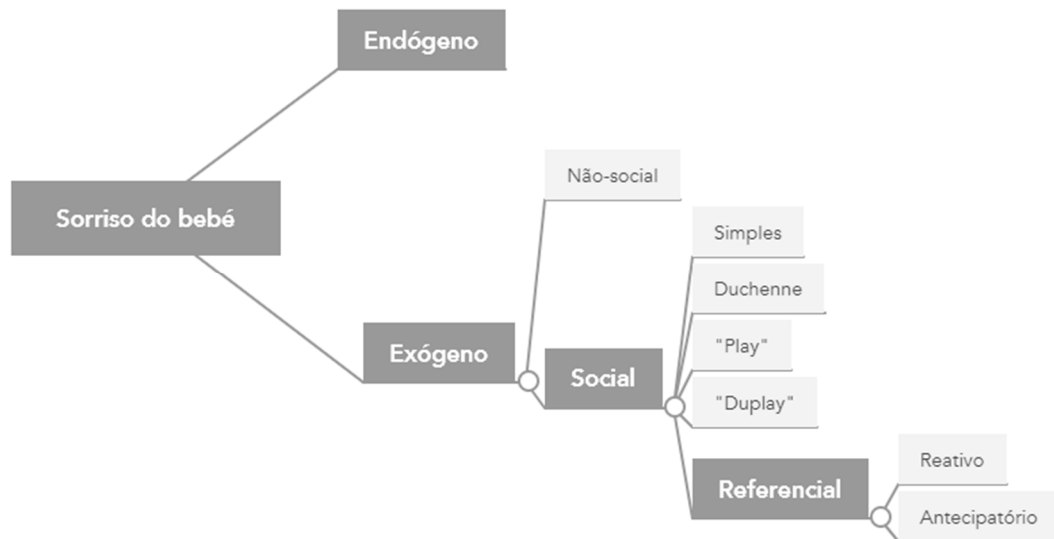 Endógeno
Sorriso do bebé
Não-social
Simples
Duchenne
Exógeno
"Play"
Social
"Duplay"
Reativo
Referencial
Antecipatório